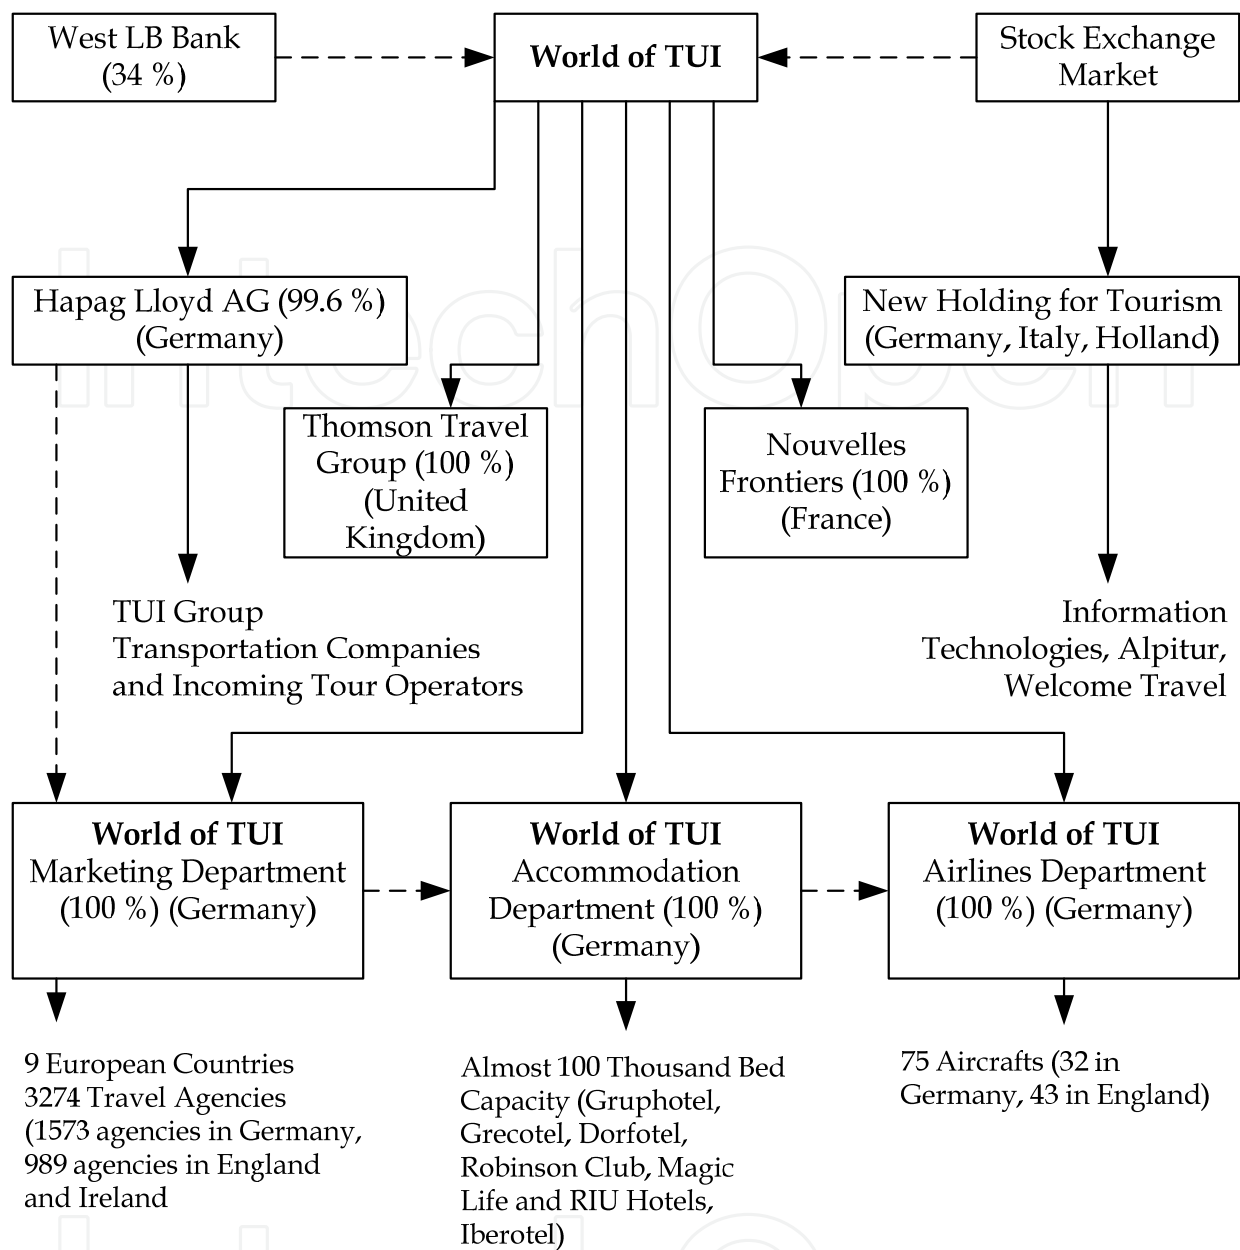 West LB Bank
(34 %)
World of TUI
Stock Exchange
Market
Hapag Lloyd AG (99.6 %)
(Germany)
New Holding for Tourism
(Germany, Italy, Holland)
Thomson Travel
Group (100 %)
(United
Kingdom)
Nouvelles
Frontiers (100 %)
(France)
TUI Group
Transportation Companies
and Incoming Tour Operators
Information
Technologies, Alpitur,
Welcome Travel
World of TUI
Marketing Department
(100 %) (Germany)
World of TUI
Accommodation
Department (100 %)
(Germany)
World of TUI
Airlines Department
(100 %) (Germany)
9 European Countries
3274 Travel Agencies
(1573 agencies in Germany,
989 agencies in England
and Ireland
Almost 100 Thousand Bed
Capacity (Gruphotel,
Grecotel, Dorfotel,
Robinson Club, Magic
Life and RIU Hotels,
Iberotel)
75 Aircrafts (32 in
Germany, 43 in England)
IntechOpen